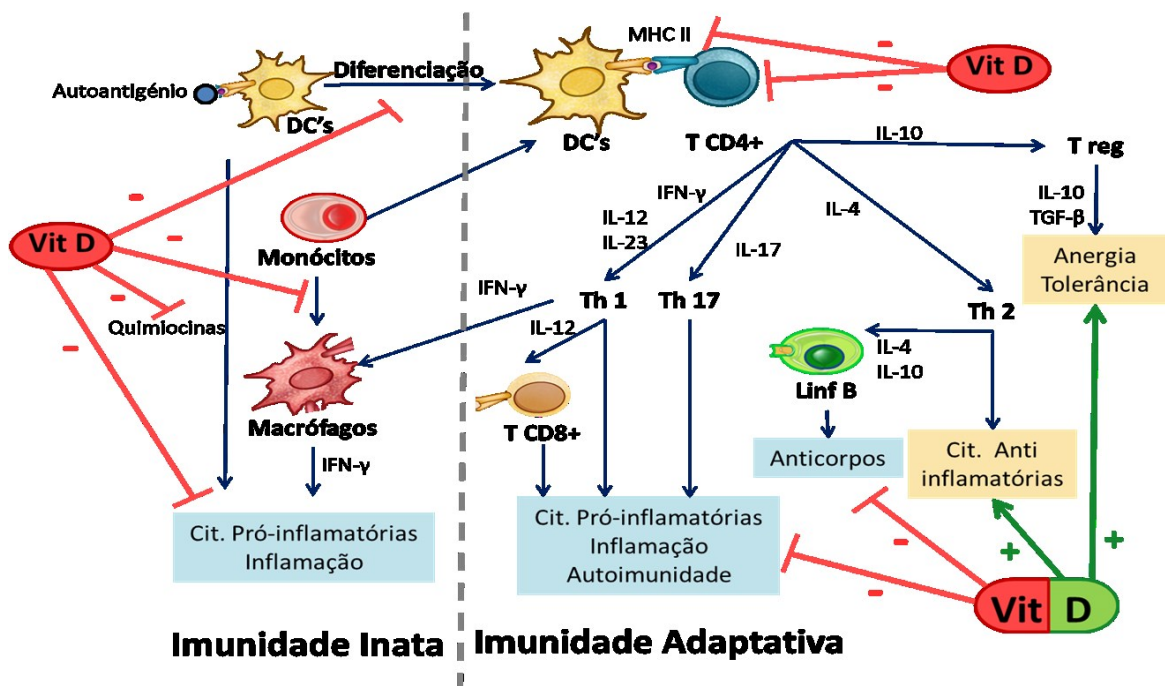 MHC II
Vit D
Diferenciação
Autoantigénio
DC's
DC's
T CD4+
IL-10
T reg
IL-10
TGF-β
IFN-γ
IL-12
IL-23
IL-4
IL-17
Anergia
Tolerância
Vit D
Monócitos
Quimiocinas
IFN-γ
Th 1
Th 17
Th 2
IL-12
IL-4
IL-10
Linf B
Macrófagos
T CD8+
IFN-γ
Anticorpos
Cit. Anti
inflamatórias
Cit. Pró-inflamatórias
Inflamação
Cit. Pró-inflamatórias
Inflamação
Autoimunidade
+
+
Vit D
Imunidade Inata
Imunidade Adaptativa
-
-
-
-
-
-
-
-